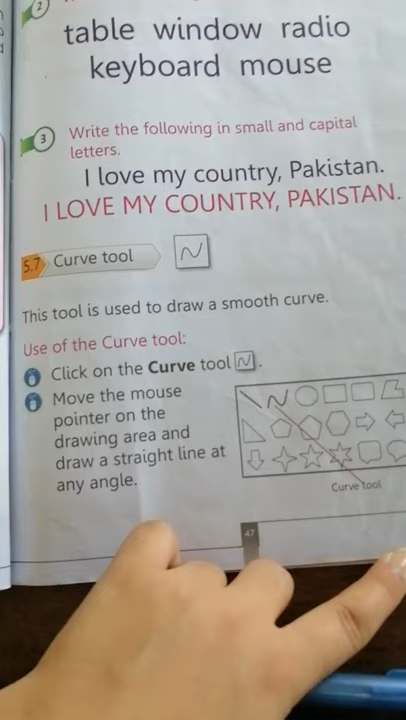 2
table window radio
keyboard mouse
3 Write the following in small and capital
letters.
I love my country, Pakistan.
I LOVE MY COUNTRY, PAKISTAN.
5.7 Curve tool
This tool is used to draw a smooth curve.
Use of the Curve tool:
Click on the Curve tool .
Move the mouse
pointer on the
drawing area and
draw a straight line at
any angle.
Curve tool
47